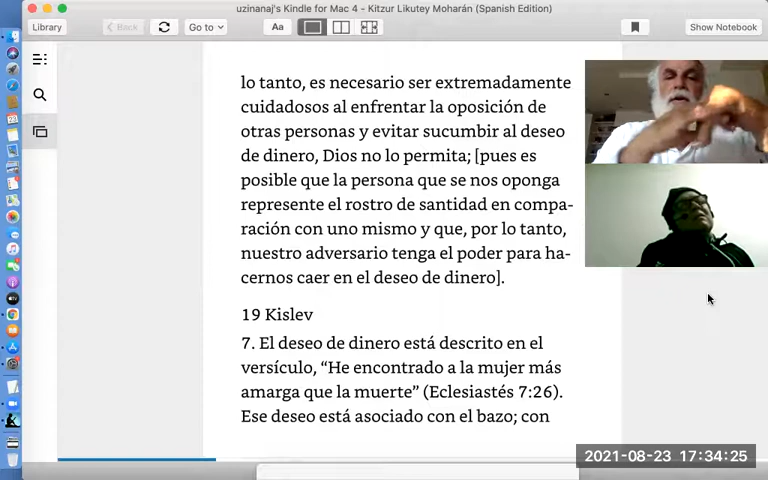 uzinanaj's Kindle for Mac 4 - Kitzur Likutey Moharán (Spanish Edition)
Library
Back
Go to
Aa
Show Notebook
lo tanto, es necesario ser extremadamente
cuidadosos al enfrentar la oposición de
otras personas y evitar sucumbir al deseo
de dinero, Dios no lo permita; [pues es
posible que la persona que se nos oponga
represente el rostro de santidad en compa-
ración con uno mismo y que, por lo tanto,
nuestro adversario tenga el poder para ha-
cernos caer en el deseo de dinero].
19 Kislev
7. El deseo de dinero está descrito en el
versículo, “He encontrado a la mujer más
amarga que la muerte” (Eclesiastés 7:26).
Ese deseo está asociado con el bazo; con
2021-08-23 17:34:25